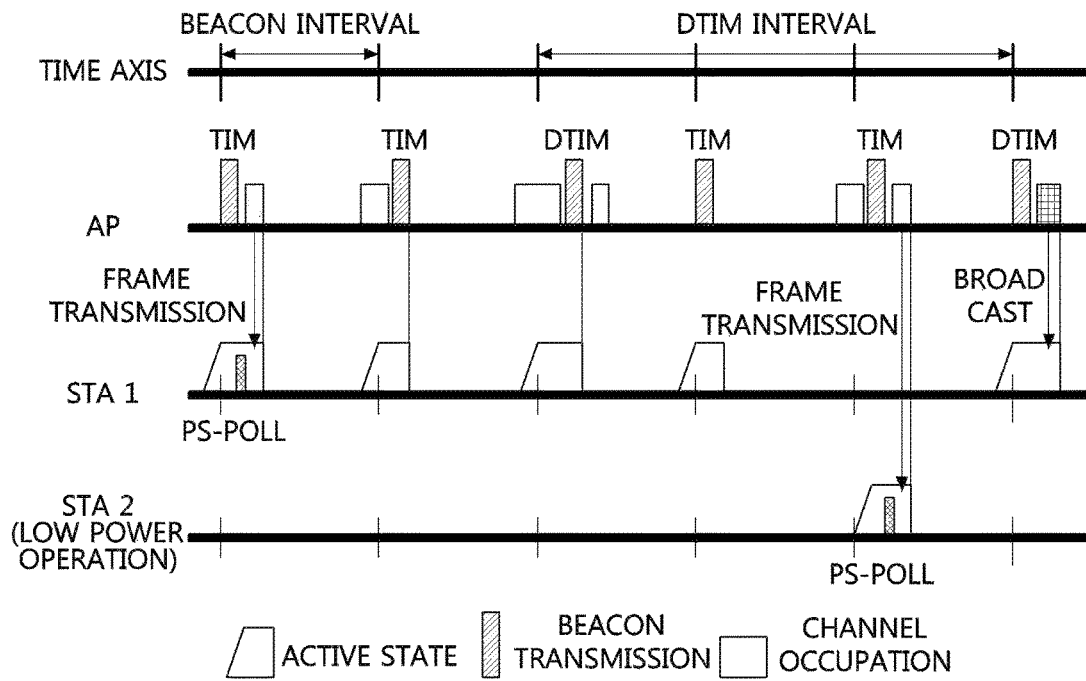 BEACON INTERVAL
DTIM INTERVAL
TIME AXIS
TIM
TIM
DTIM
TIM
TIM
DTIM
AP
FRAME
TRANSMISSION
FRAME
TRANSMISSION
BROAD
CAST
STA 1
PS-POLL
STA 2
(LOW POWER
OPERATION)
PS-POLL
ACTIVE STATE
BEACON
TRANSMISSION
CHANNEL
OCCUPATION